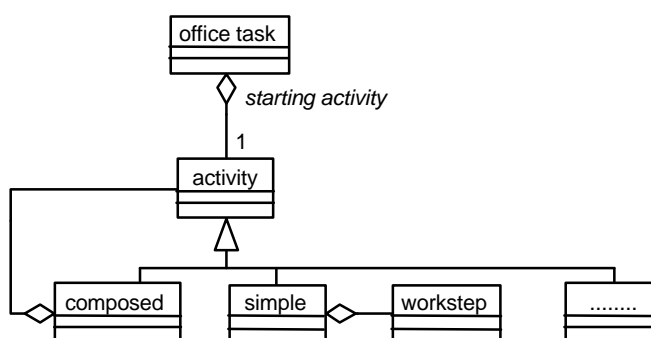 office task
starting activity
1
activity
composed
simple
workstep
........